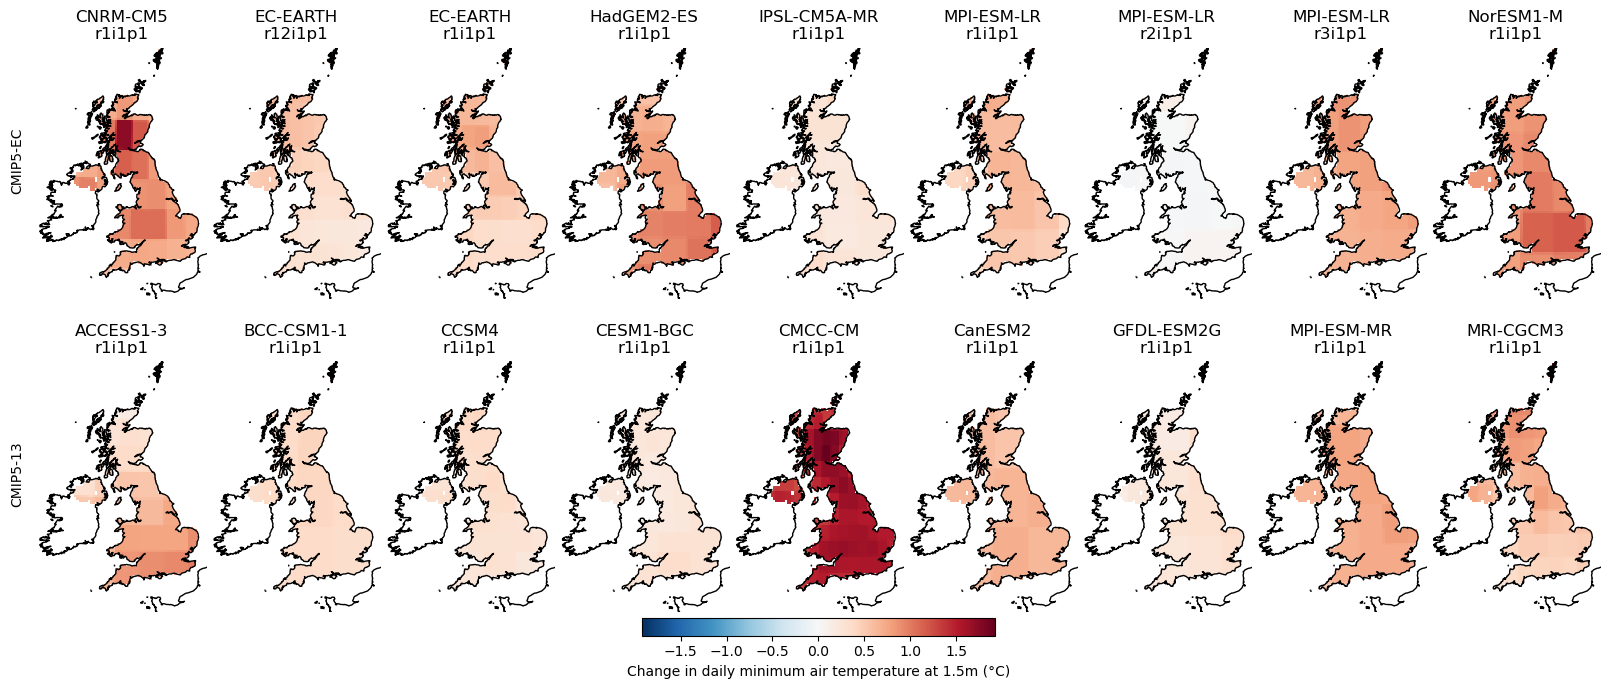 CNRM-CM5 EC-EARTH EC-EARTH HadGEM2-ES IPSL-CM5A-MR MPI-ESM-LR MPI-ESM-LR MPI-ESM-LR NorESM1-M
r1i1p1 r12i1p1 r1i1p1 r1i1p1 r1i1p1 r1i1p1 r2i1p1 r3i1p1 r1i1p1
CMIP5-EC
ACCESS1-3 BCC-CSM1-1 CCSM4 CESM1-BGC CMCC-CM CanESM2 GFDL-ESM2G MPI-ESM-MR MRI-CGCM3
r1i1p1 r1i1p1 r1i1p1 r1i1p1 r1i1p1 r1i1p1 r1i1p1 r1i1p1 r1i1p1
CMIP5-13
−1.5 −1.0 −0.5 0.0 0.5 1.0 1.5
Change in daily minimum air temperature at 1.5m (°C)